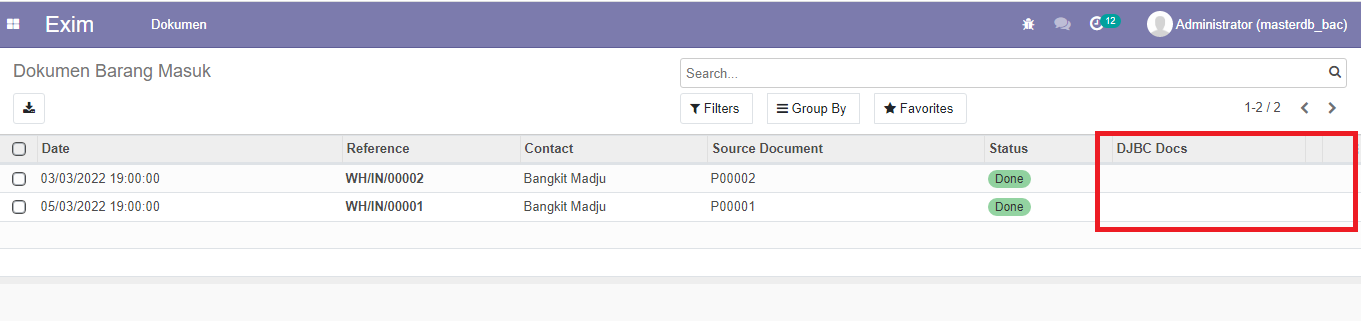 Exim Dokumen 12 Administrator (masterdb_bac)
Dokumen Barang Masuk
Search...
Filters Group By Favorites 1-2 / 2
Date Reference Contact Source Document Status DJBC Docs
03/03/2022 19:00:00 WH/IN/00002 Bangkit Madju P00002 Done
05/03/2022 19:00:00 WH/IN/00001 Bangkit Madju P00001 Done